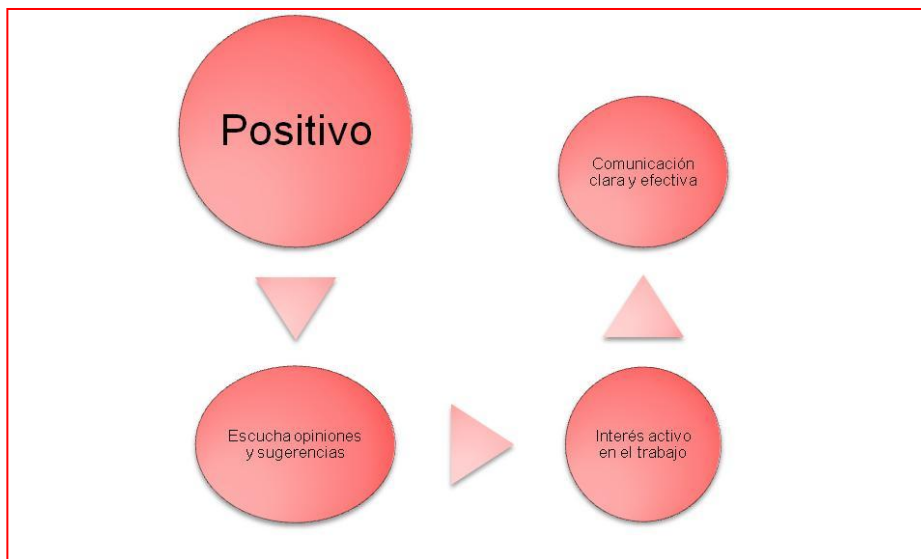 Positivo
Comunicación
clara y efectiva
Escucha opiniones
y sugerencias
Interés activo
en el trabajo